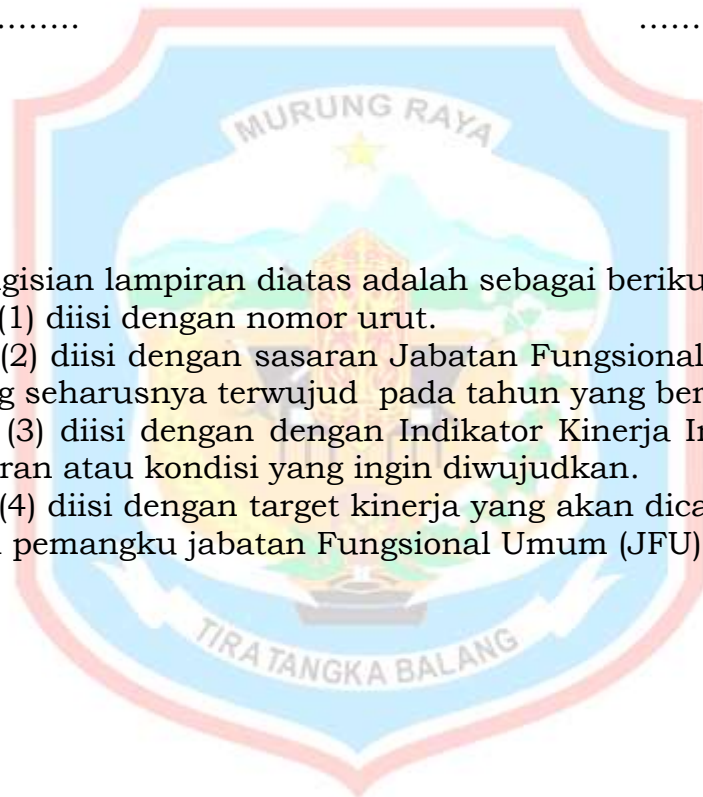 ........ ......
MURUNG RAYA
gisian lampiran diatas adalah sebagai beriku
(1) diisi dengan nomor urut.
(2) diisi dengan sasaran Jabatan Fungsional
g seharusnya terwujud pada tahun yang ber
(3) diisi dengan dengan Indikator Kinerja In
ran atau kondisi yang ingin diwujudkan.
(4) diisi dengan target kinerja yang akan dica
pemangku jabatan Fungsional Umum (JFU)
TIRA TANGKA BALANG